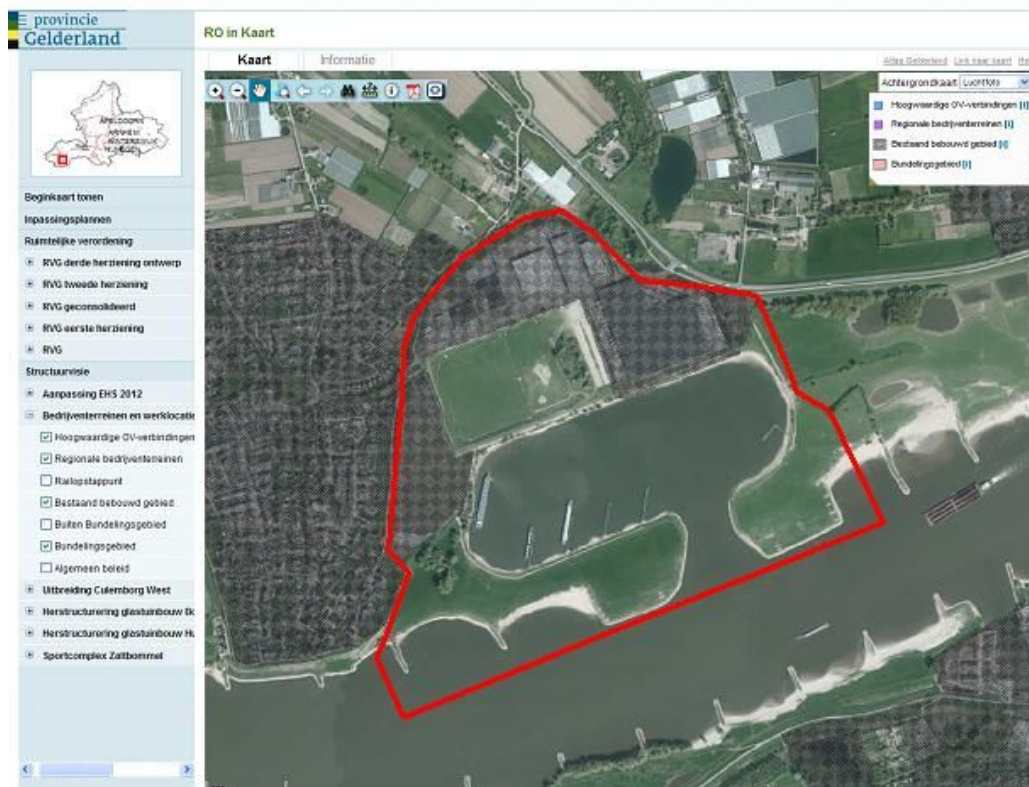 provincie
Gelderland
RO in Kaart
Kaart
Informatie
Atlas Gelderland Link naar kaart
Achtergrondkaart Luchtfoto
Hoogwaardige OV-verbindingen [i]
Regionale bedrijventerreinen [i]
Bestaand bebouwd gebied [i]
Bundelingsgebied [i]
APELDOORN
ARNHEM
WINTERSWIJK
Beginkaart tonen
Inpassingsplannen
Ruimtelijke verordening
RVG derde herziening ontwerp
RVG tweede herziening
RVG geconsolideerd
RVG eerste herziening
RVG
Structuurvisie
Aanpassing EHS 2012
Bedrijventerreinen en werklocatie
Hoogwaardige OV-verbindingen
Regionale bedrijventerreinen
Railopstappunt
Bestaand bebouwd gebied
Buiten Bundelingsgebied
Bundelingsgebied
Algemeen beleid
Uitbreiding Culemborg West
Herstructurering glastuinbouw
Herstructurering glastuinbouw
Sportcomplex Zaltbommel